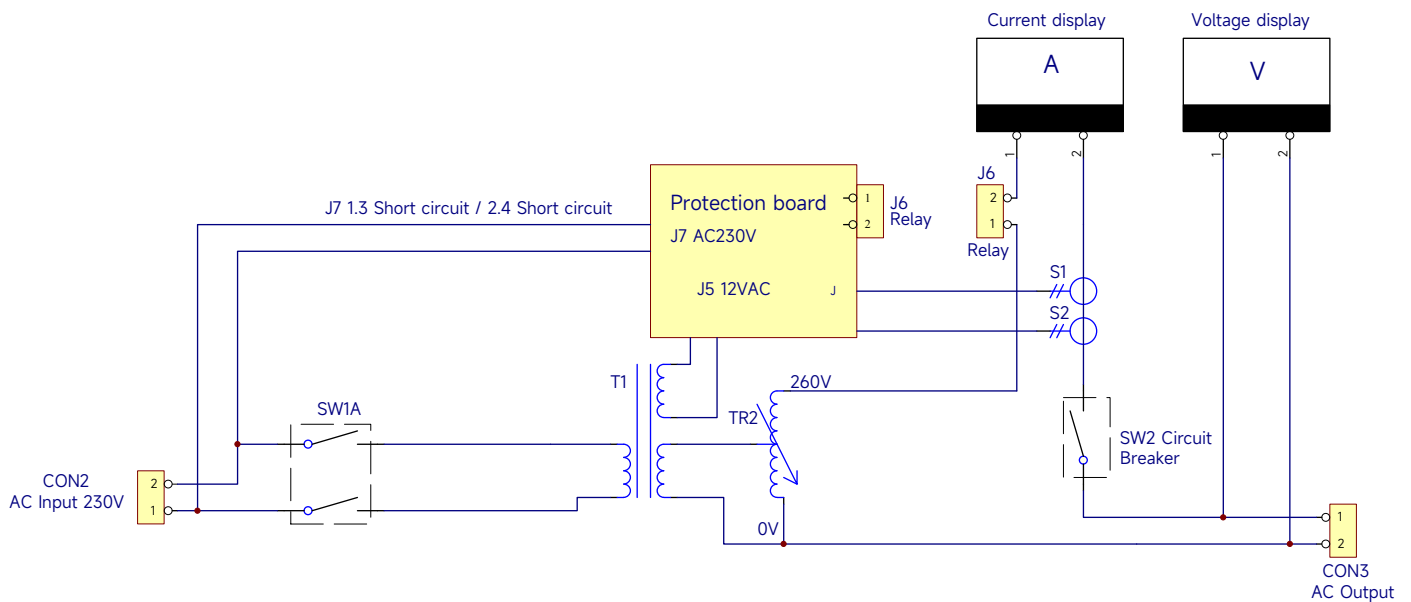 Current display
Voltage display
A
V
1
2
1
2
J7 1.3 Short circuit / 2.4 Short circuit
Protection board
J7 AC230V
J5 12VAC
J
1
2
J6
Relay
J6
2
1
Relay
S1
S2
T1
260V
TR2
SW1A
SW2 Circuit
Breaker
CON2
AC Input 230V
2
1
0V
1
2
CON3
AC Output